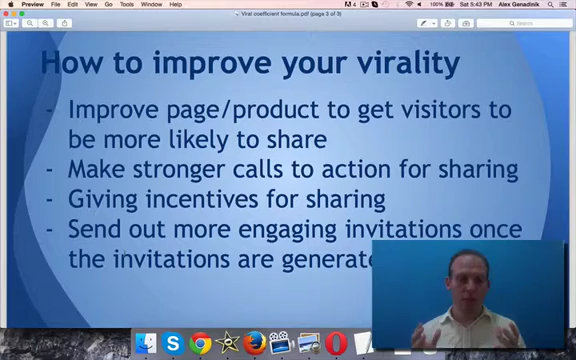 Preview File Edit View Go Tools Window Help
4
100%
Sat 5:43 PM Alex Genadinik
Viral coefficient formula.pdf (page 3 of 3)
How to improve your virality
- Improve page/product to get visitors to
be more likely to share
- Make stronger calls to action for sharing
- Giving incentives for sharing
- Send out more engaging invitations once
the invitations are generate